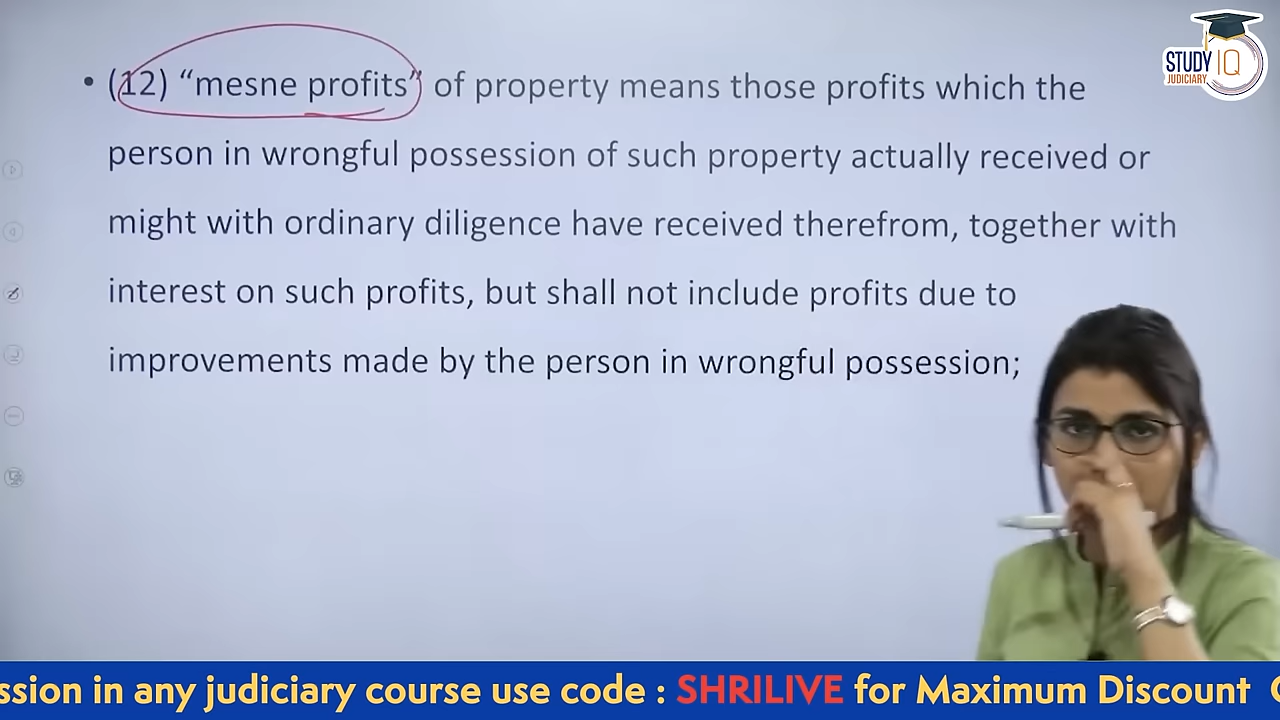 STUDY IQ
JUDICIARY
• (12) “mesne profits” of property means those profits which the
person in wrongful possession of such property actually received or
might with ordinary diligence have received therefrom, together with
interest on such profits, but shall not include profits due to
improvements made by the person in wrongful possession;
ssion in any judiciary course use code : SHRILIVE for Maximum Discount